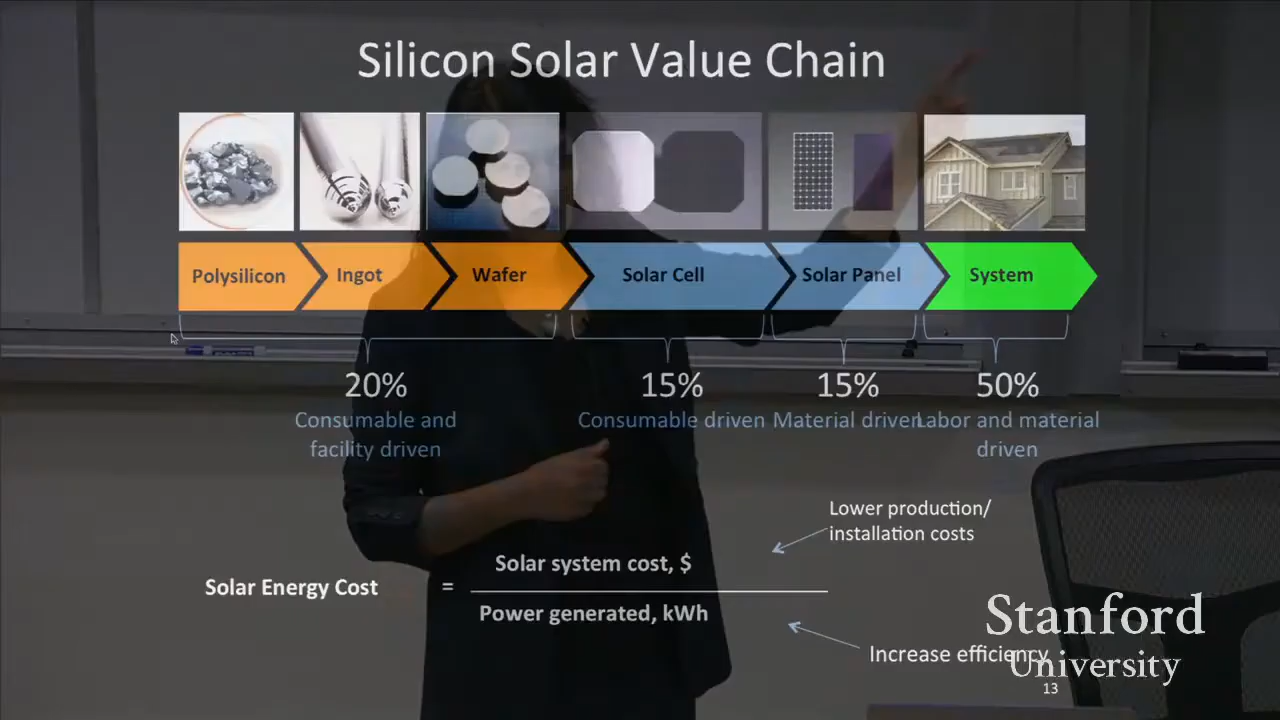 Silicon Solar Value Chain
Polysilicon
Ingot
Wafer
Solar Cell
Solar Panel
System
20%
Consumable and
facility driven
15%
Consumable driven
15%
Material driven
50%
Labor and material
driven
Lower production/
installation costs
Solar Energy Cost
=
Solar system cost, $
Power generated, kWh
Increase efficiency
Stanford
University
13